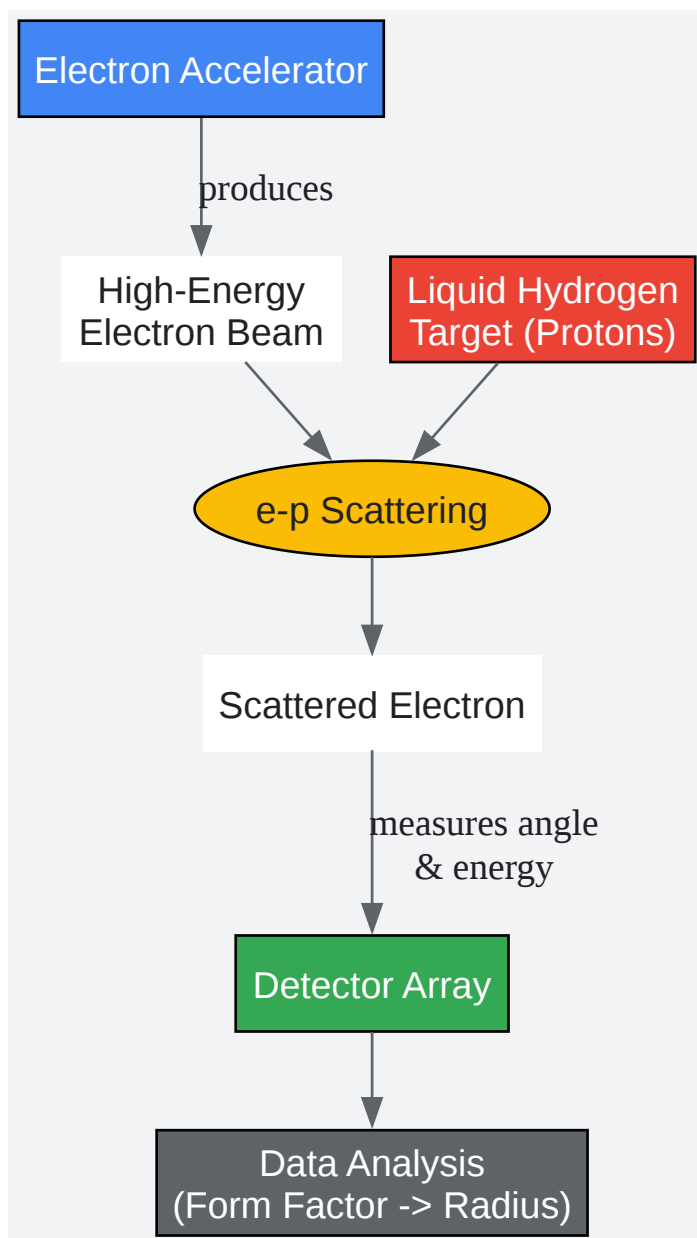 Electron Accelerator
produces
High-Energy
Electron Beam
Liquid Hydrogen
Target (Protons)
e-p Scattering
Scattered Electron
measures angle
& energy
Detector Array
Data Analysis
(Form Factor -> Radius)